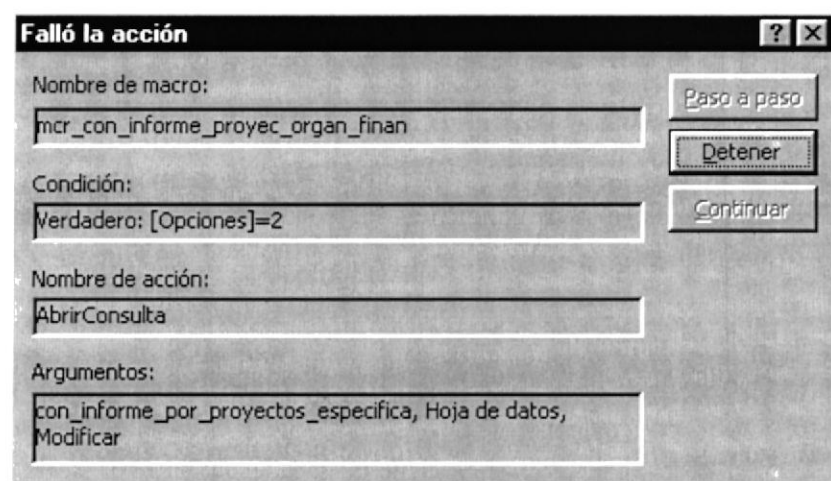 Falló la acción
Nombre de macro:
Paso a paso
mcr_con_informe_proyec_organ_finan
Detener
Condición:
Continuar
Verdadero: [Opciones]=2
Nombre de acción:
AbrirConsulta
Argumentos:
con_informe_por_proyectos_especifica, Hoja de datos,
Modificar